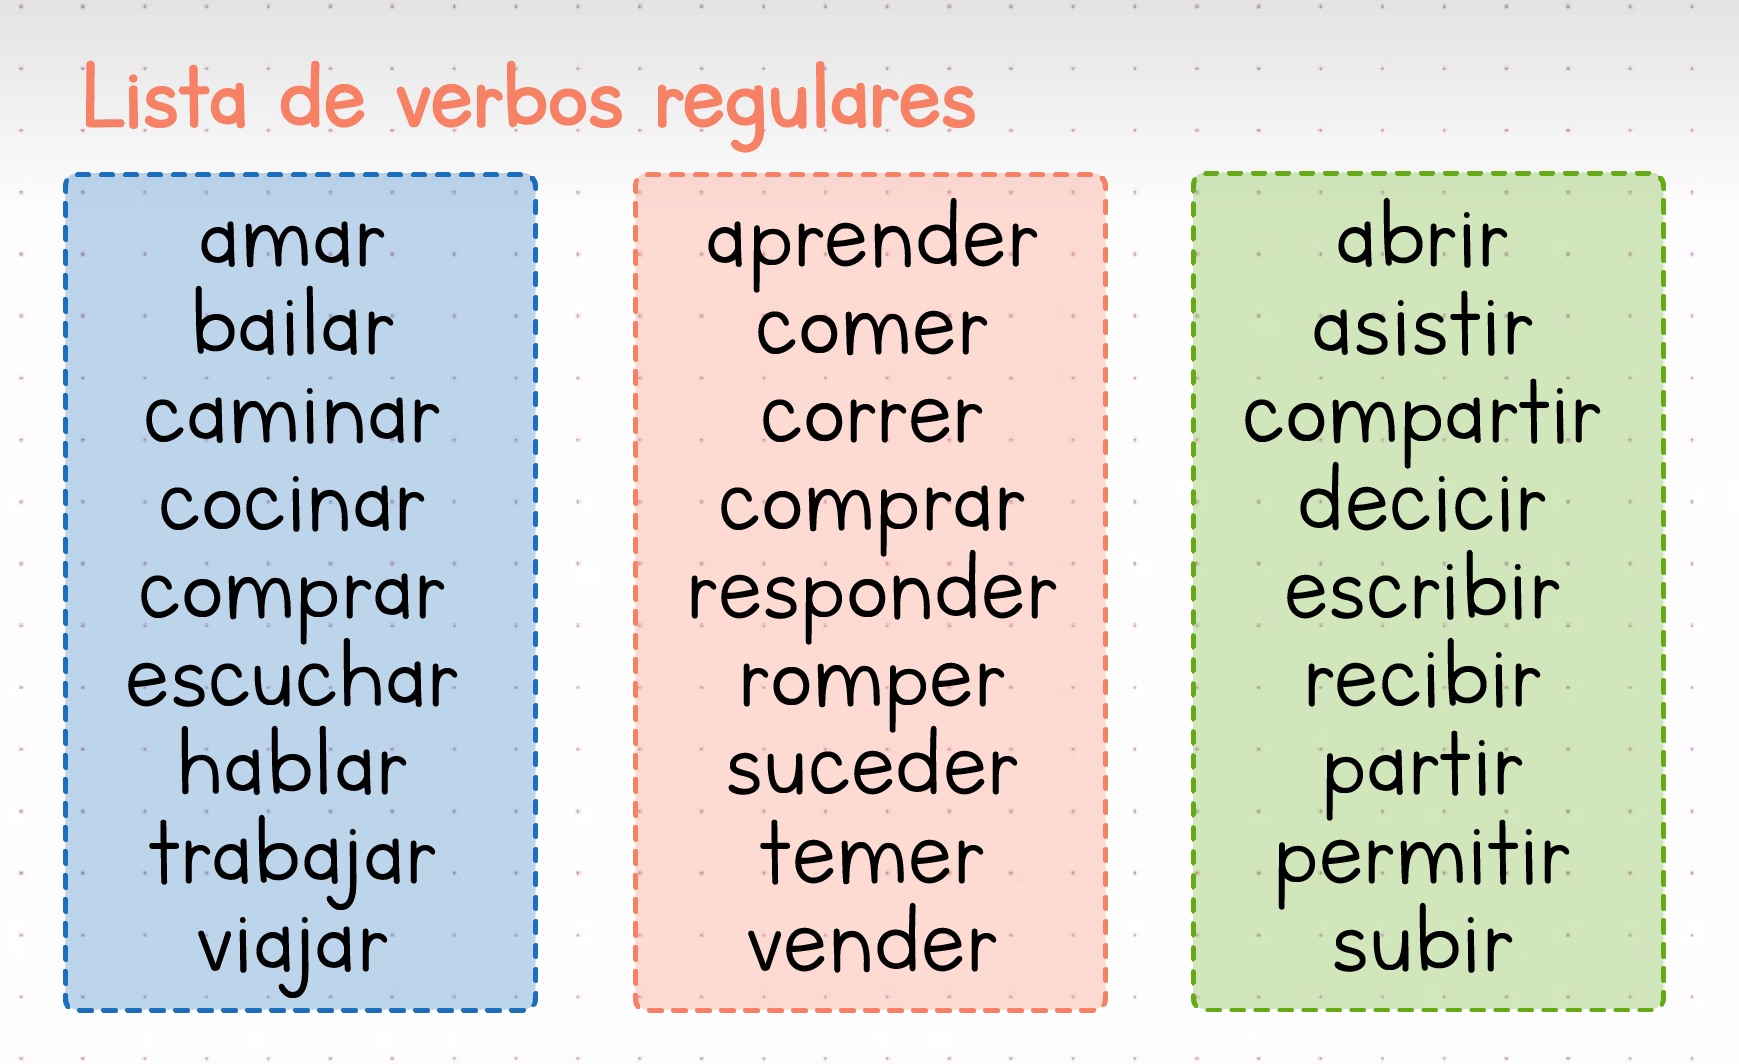 Lista de verbos regulares
amar
bailar
caminar
cocinar
comprar
escuchar
hablar
trabajar
viajar
aprender
comer
correr
comprar
responder
romper
suceder
temer
vender
abrir
asistir
compartir
decicir
escribir
recibir
partir
permitir
subir